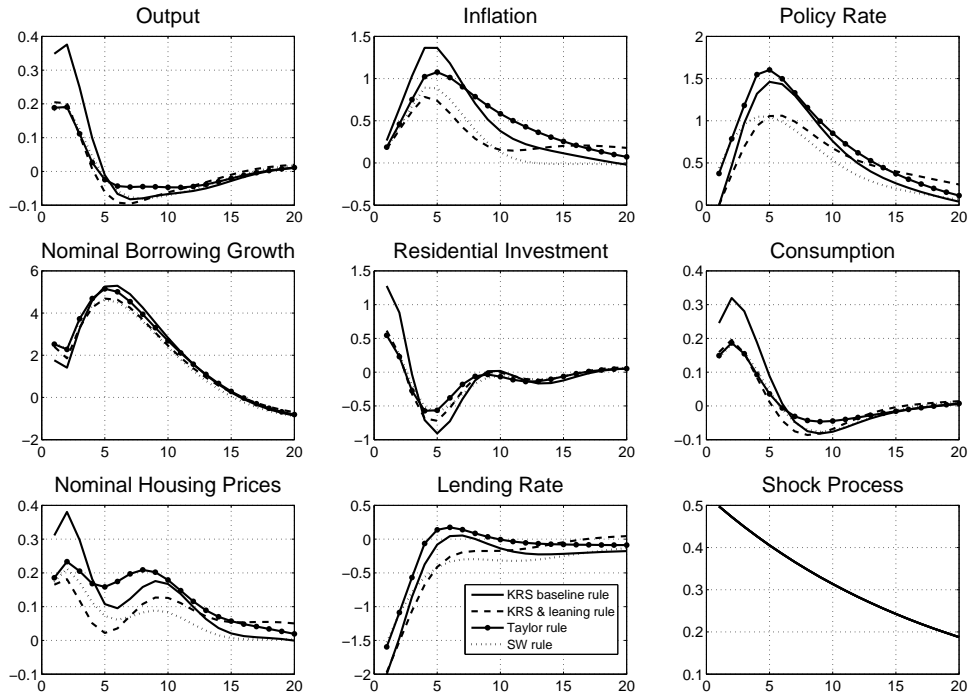 Output
0.4
0.3
0.2
0.1
0
−0.1
0 5 10 15 20
Inflation
1.5
1
0.5
0
−0.5
0 5 10 15 20
Policy Rate
2
1.5
1
0.5
0
0 5 10 15 20
Nominal Borrowing Growth
6
4
2
0
−2
0 5 10 15 20
Residential Investment
1.5
1
0.5
0
−0.5
−1
0 5 10 15 20
Consumption
0.4
0.3
0.2
0.1
0
−0.1
0 5 10 15 20
Nominal Housing Prices
0.4
0.3
0.2
0.1
0
−0.1
0 5 10 15 20
Lending Rate
0.5
0
−0.5
−1
−1.5
−2
0 5 10 15 20
KRS baseline rule
KRS & leaning rule
Taylor rule
SW rule
Shock Process
0.5
0.4
0.3
0.2
0.1
0 5 10 15 20